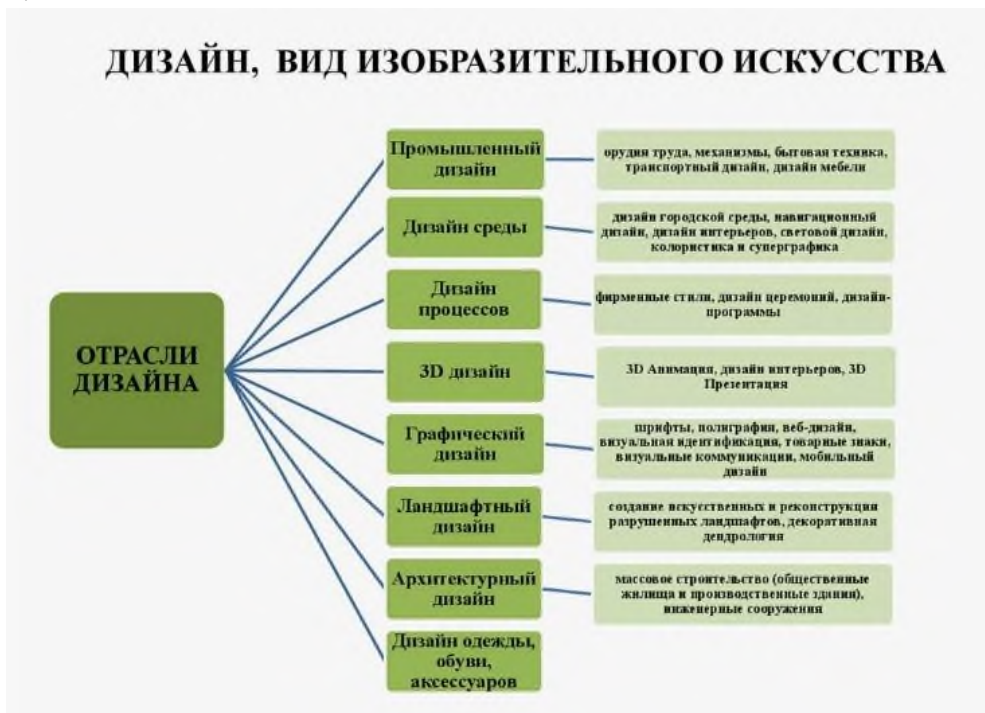 ДИЗАЙН, ВИД ИЗОБРАЗИТЕЛЬНОГО ИСКУССТВА
ОТРАСЛИ
ДИЗАЙНА
Промышленный
дизайн
орудия труда, механизмы, бытовая техника,
транспортный дизайн, дизайн мебели
Дизайн среды
дизайн городской среды, навигационный
дизайн, дизайн интерьеров, световой дизайн,
колористика и суперграфика
Дизайн
процессов
фирменные стили, дизайн церемоний, дизайн-
программы
3D дизайн
3D Анимация, дизайн интерьеров, 3D
Презентация
Графический
дизайн
шрифты, полиграфия, веб-дизайн,
визуальная идентификация, товарные знаки,
визуальные коммуникации, мобильный
дизайн
Ландшафтный
дизайн
создание искусственных и реконструкция
разрушенных ландшафтов, декоративная
дендрология
Архитектурный
дизайн
массовое строительство (общественные
жилища и производственные здания),
инженерные сооружения
Дизайн одежды,
обуви,
аксессуаров